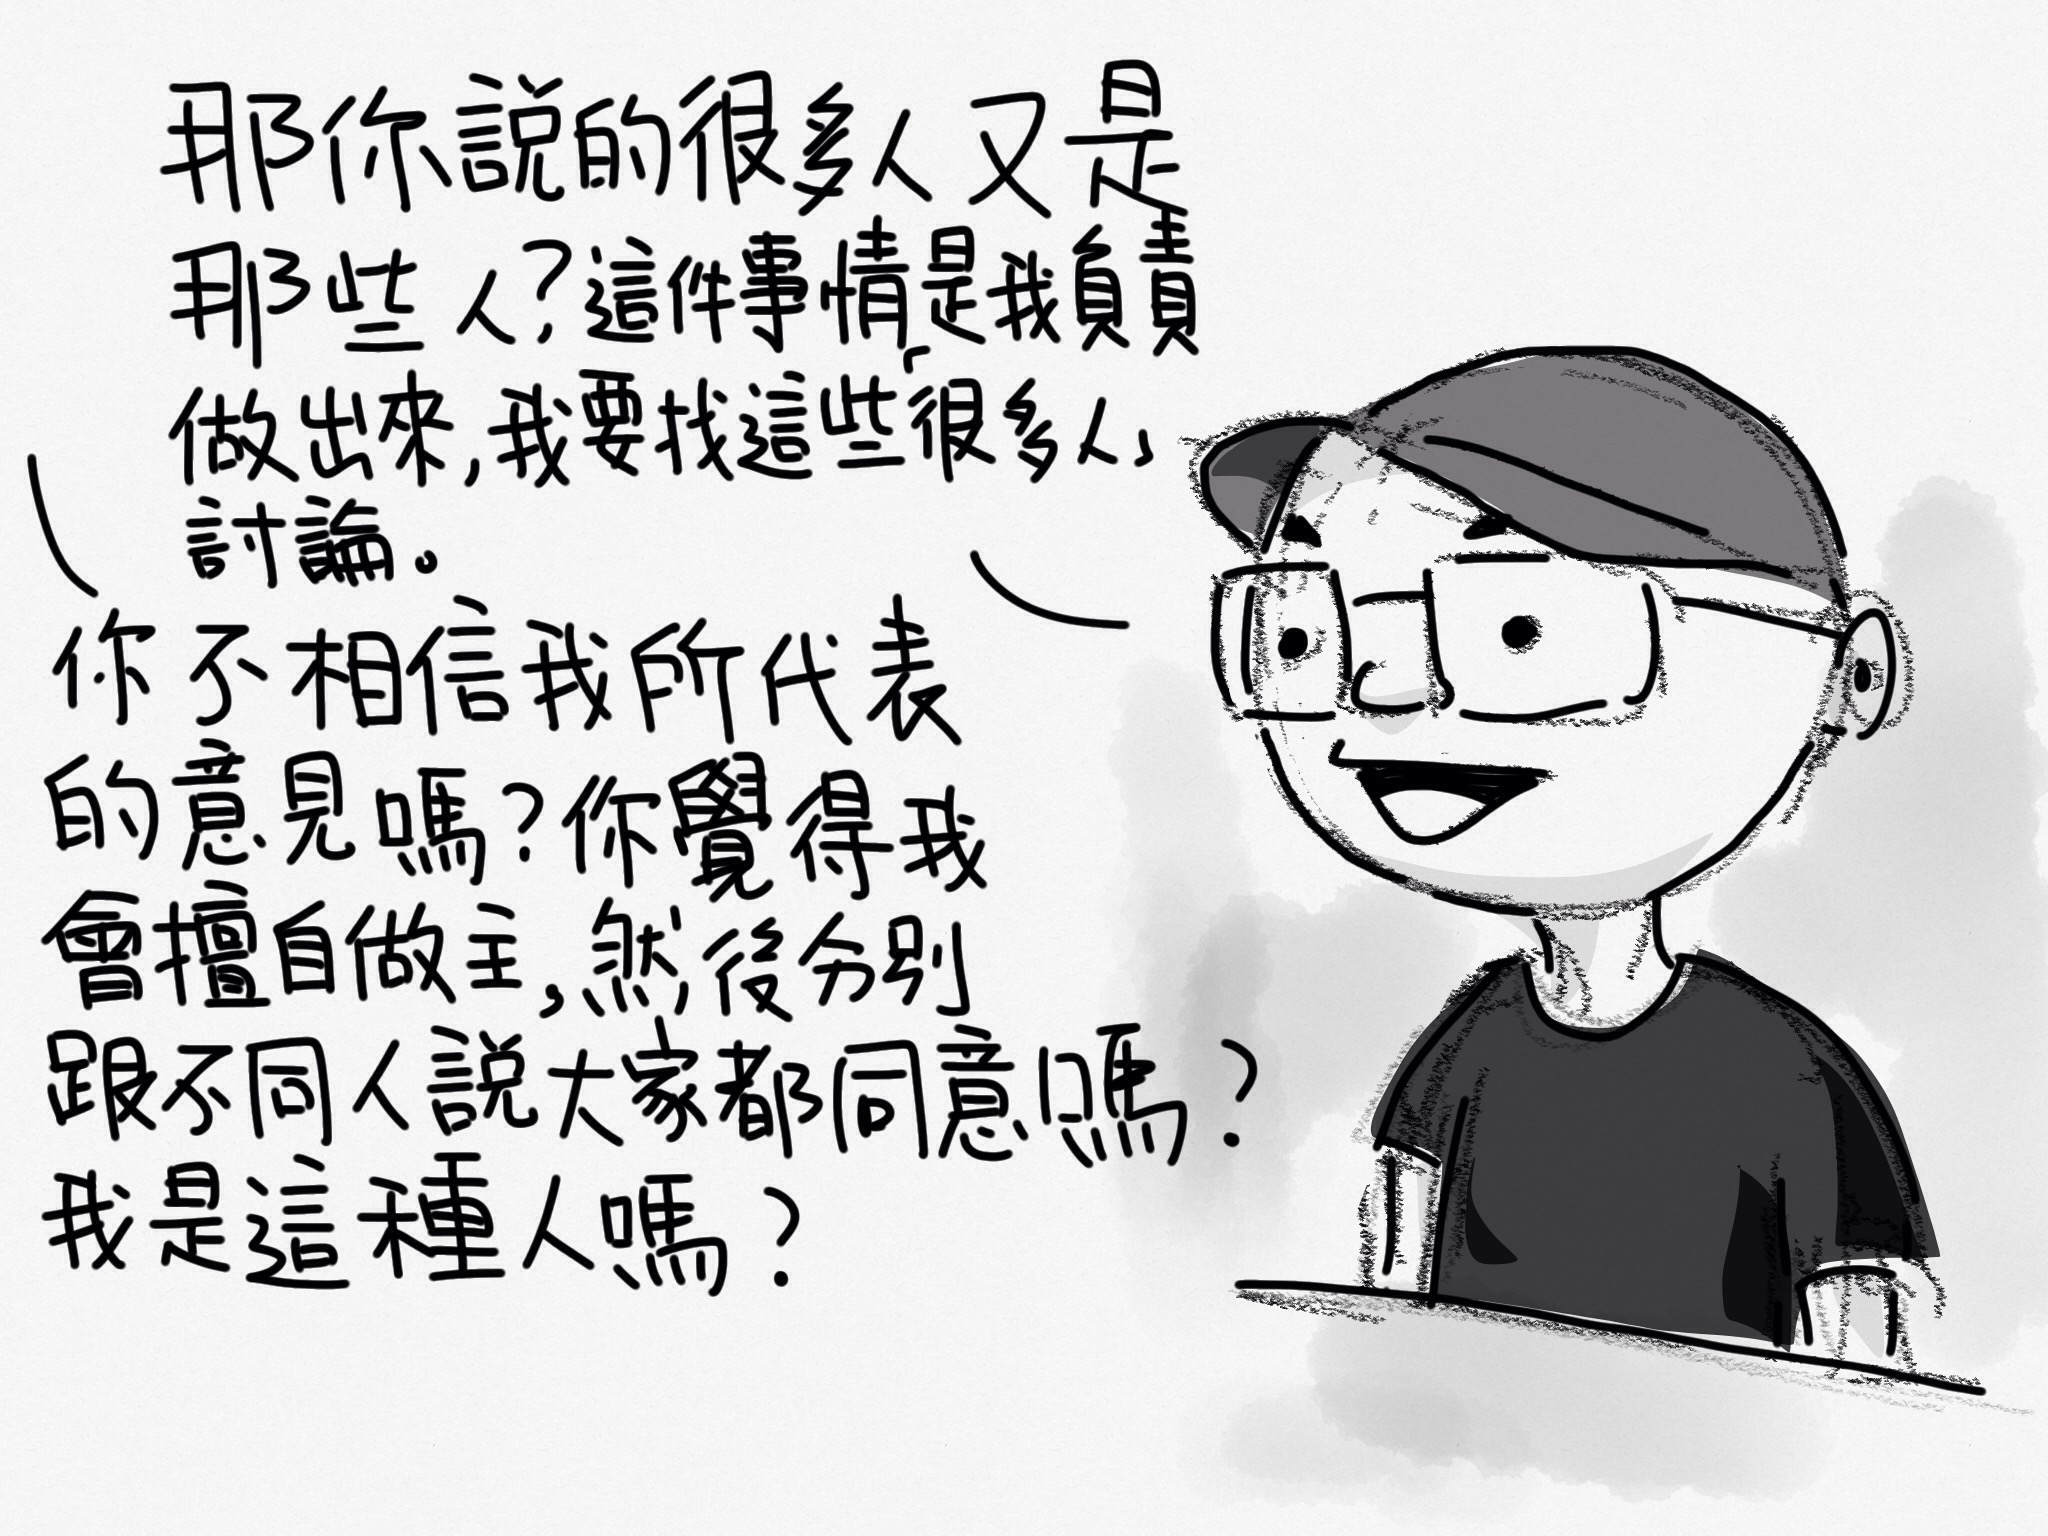 那你說的很多人又是
那些人?這件事情是我負責
做出來,我要找這些「很多人」
討論。
你不相信我所代表
的意見嗎?你覺得我
會擅自做主,然後分別
跟不同人說大家都同意嗎?
我是這種人嗎?